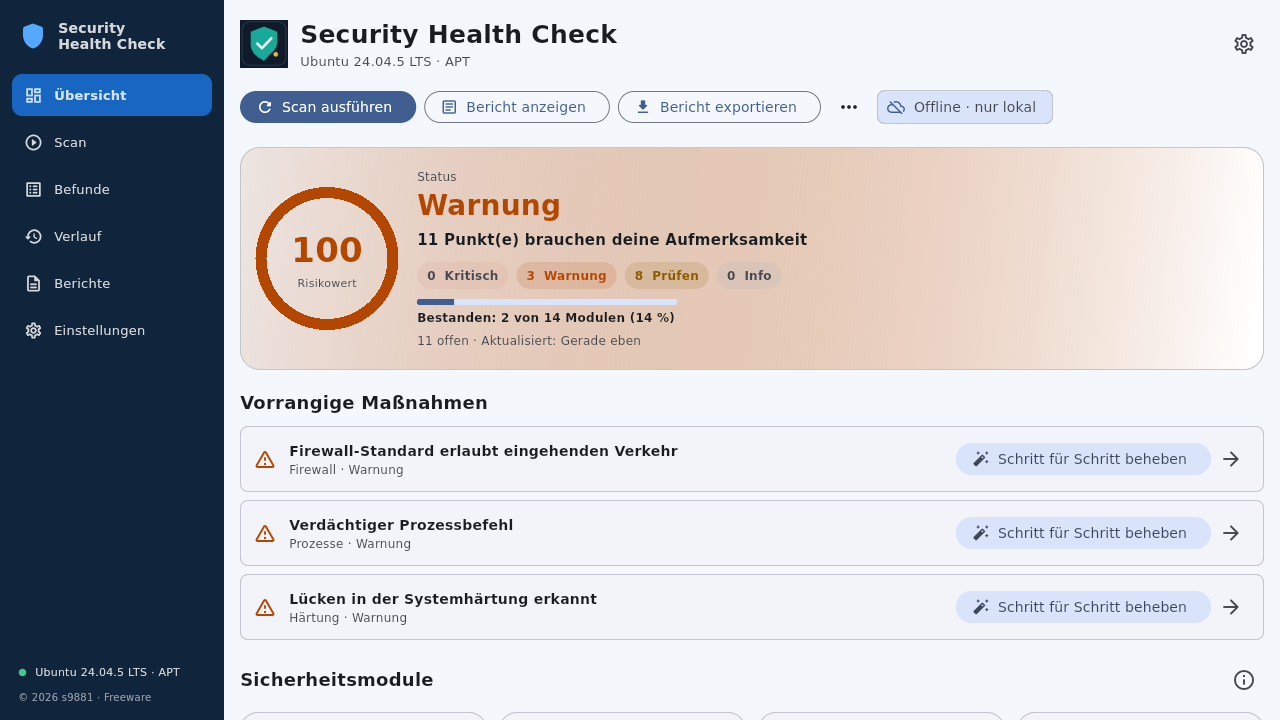 Security
Health Check
Übersicht
Scan
Befunde
Verlauf
Berichte
Einstellungen
Ubuntu 24.04.5 LTS · APT
© 2026 s9881 · Freeware
Security Health Check
Ubuntu 24.04.5 LTS · APT
Scan ausführen
Bericht anzeigen
Bericht exportieren
Offline · nur lokal
Status
Warnung
11 Punkt(e) brauchen deine Aufmerksamkeit
100
Risikowert
0 Kritisch
3 Warnung
8 Prüfen
0 Info
Bestanden: 2 von 14 Modulen (14 %)
11 offen · Aktualisiert: Gerade eben
Vorrangige Maßnahmen
Firewall-Standard erlaubt eingehenden Verkehr
Firewall · Warnung
Schritt für Schritt beheben
Verdächtiger Prozessbefehl
Prozesse · Warnung
Schritt für Schritt beheben
Lücken in der Systemhärtung erkannt
Härtung · Warnung
Schritt für Schritt beheben
Sicherheitsmodule